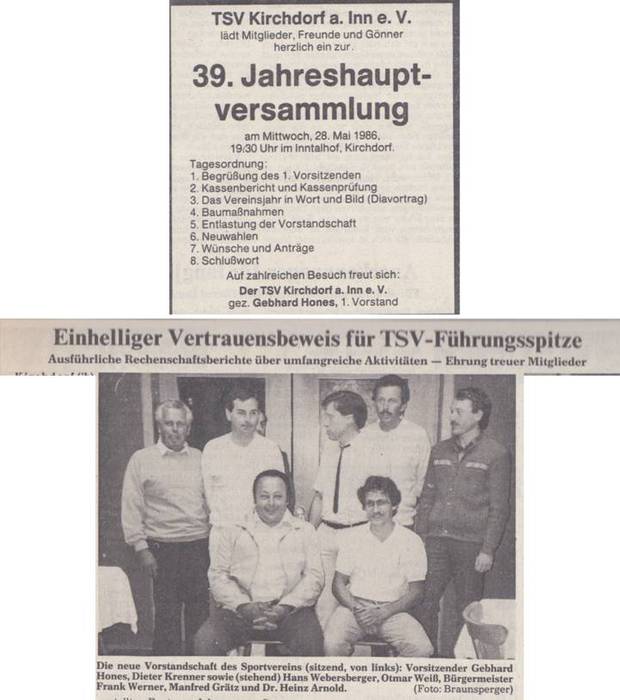 TSV Kirchdorf a. Inn e. V.
lädt Mitglieder, Freunde und Gönner
herzlich ein zur
39. Jahreshaupt-
versammlung
am Mittwoch, 28. Mai 1986,
19.30 Uhr im Inntalhof, Kirchdorf.
Tagesordnung:
1. Begrüßung des 1. Vorsitzenden
2. Kassenbericht und Kassenprüfung
3. Das Vereinsjahr in Wort und Bild (Diavortrag)
4. Baumaßnahmen
5. Entlastung der Vorstandschaft
6. Neuwahlen
7. Wünsche und Anträge
8. Schlußwort
Auf zahlreichen Besuch freut sich:
Der TSV Kirchdorf a. Inn e. V.
gez. Gebhard Hones, 1. Vorstand
Einhelliger Vertrauensbeweis für TSV-Führungsspitze
Ausführliche Rechenschaftsberichte über umfangreiche Aktivitäten — Ehrung treuer Mitglieder
Die neue Vorstandschaft des Sportvereins (sitzend, von links): Vorsitzender Gebhard
Hones, Dieter Krenner sowie (stehend) Hans Webersberger, Otmar Weiß, Bürgermeister
Frank Werner, Manfred Grätz und Dr. Heinz Arnold. (Foto: Braunsperger)